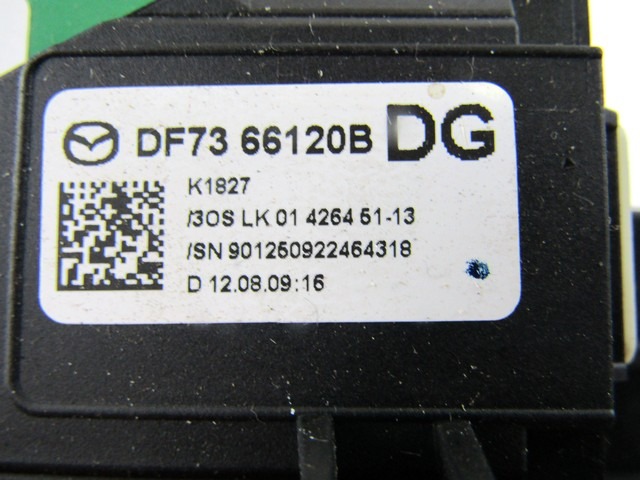 DF73 66120B DG
K1827
/3OS LK 01 4264 51-13
/SN 901250922464318
D 12.08.09:16